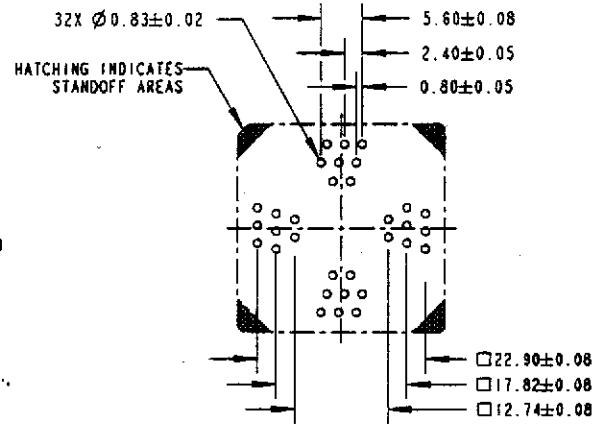 32X Ø0.83±0.02
5.60±0.08
2.40±0.05
0.80±0.05
HATCHING INDICATES
STANDOFF AREAS
□22.90±0.08
□17.82±0.08
□12.74±0.08